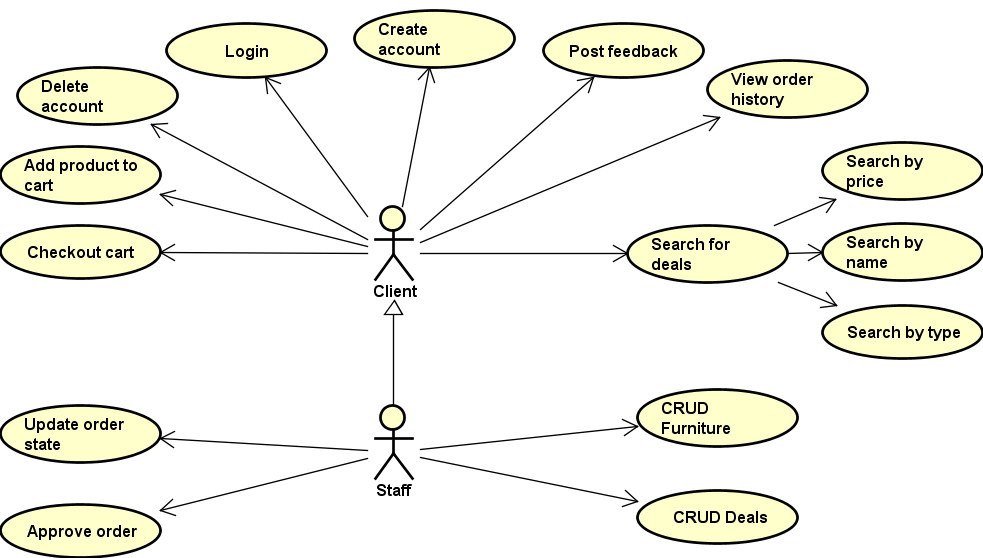 Create
account
Login
Post feedback
View order
history
Delete
account
Add product to
cart
Search by
price
Checkout cart
Search for
deals
Search by
name
Client
Search by type
CRUD
Furniture
Update order
state
Staff
CRUD Deals
Approve order